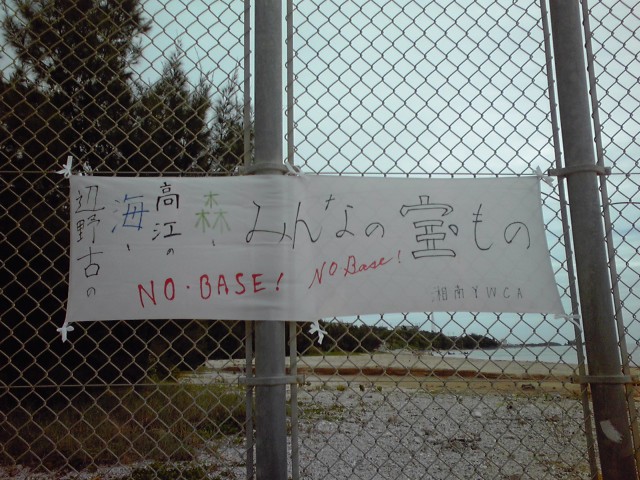 辺野古の
海、
高江の
森、
みんなの宝もの
NO・BASE! NO Base!
湘南YWCA